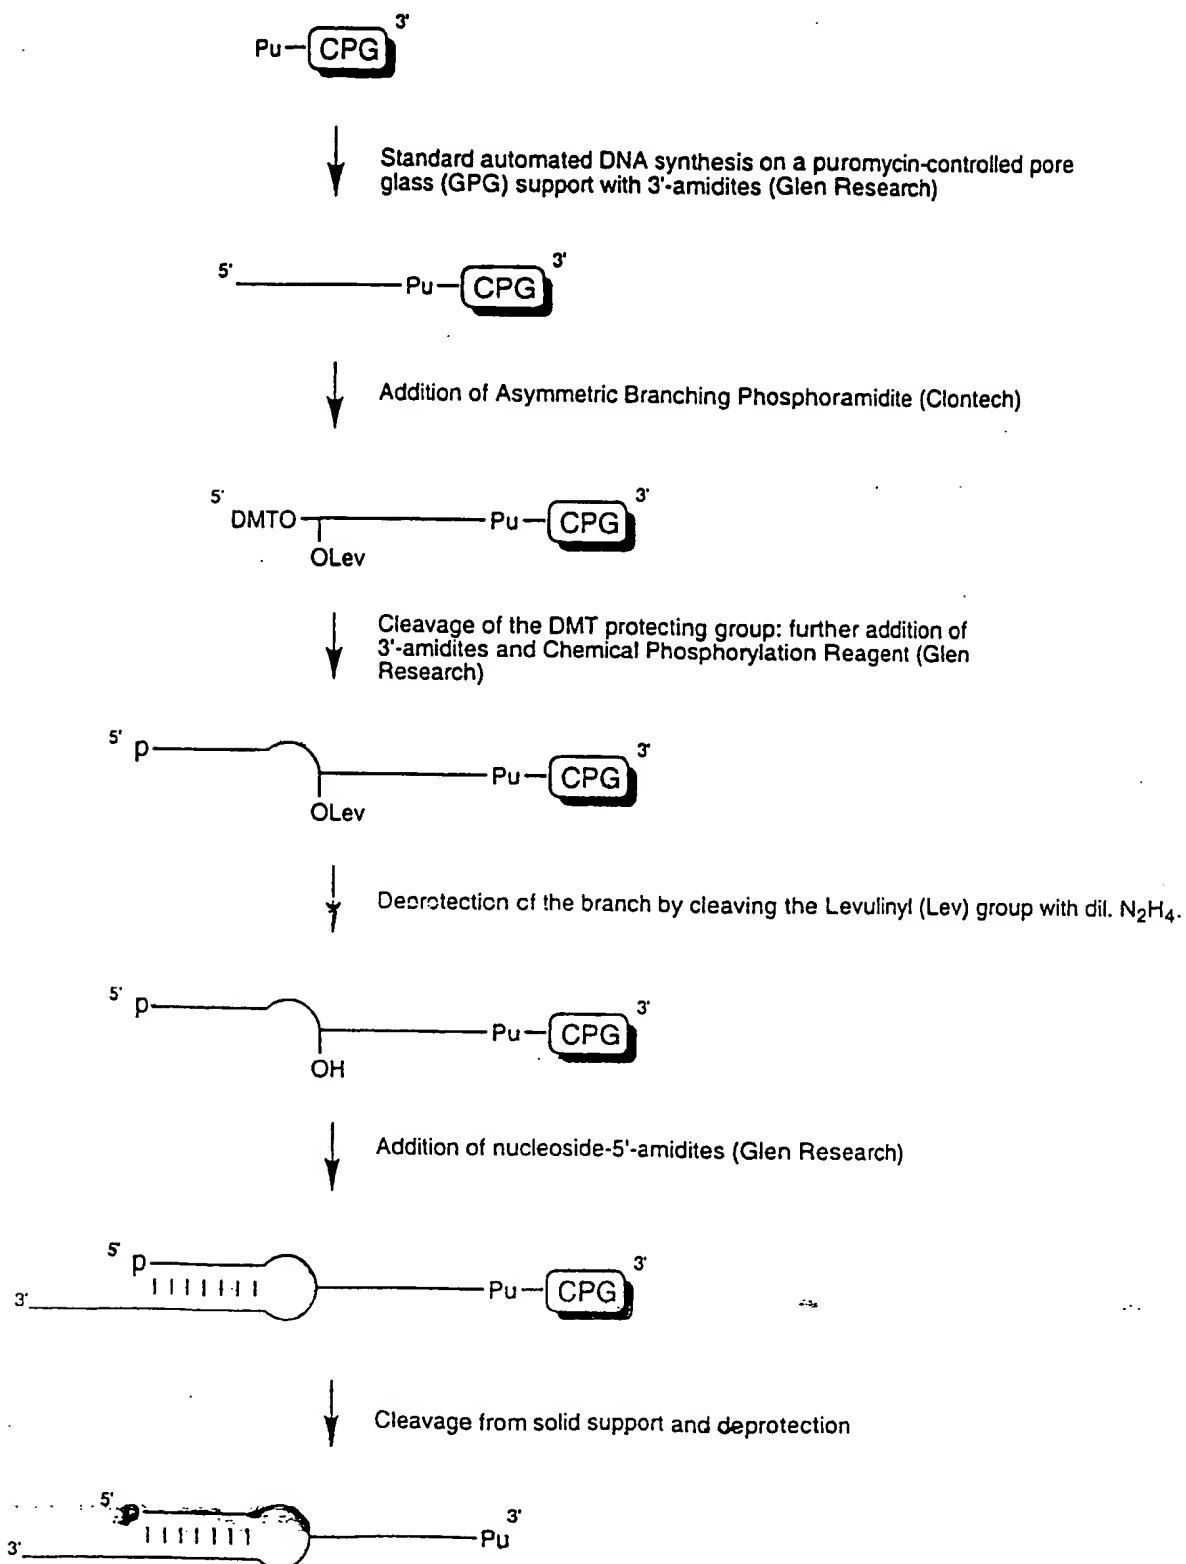 3'
Pu CPG
Standard automated DNA synthesis on a puromycin-controlled pore
glass (GPG) support with 3'-amidites (Glen Research)
5' 3'
Pu CPG
Addition of Asymmetric Branching Phosphoramidite (Clontech)
5' 3'
DMTO Pu CPG
OLev
Cleavage of the DMT protecting group: further addition of
3'-amidites and Chemical Phosphorylation Reagent (Glen
Research)
5' p 3'
Pu CPG
OLev
Deprotection of the branch by cleaving the Levulinyl (Lev) group with dil. N₂H₄.
5' p 3'
Pu CPG
OH
Addition of nucleoside-5'-amidites (Glen Research)
5' p 3'
Pu CPG
3'
Cleavage from solid support and deprotection
5' p 3'
Pu
3'